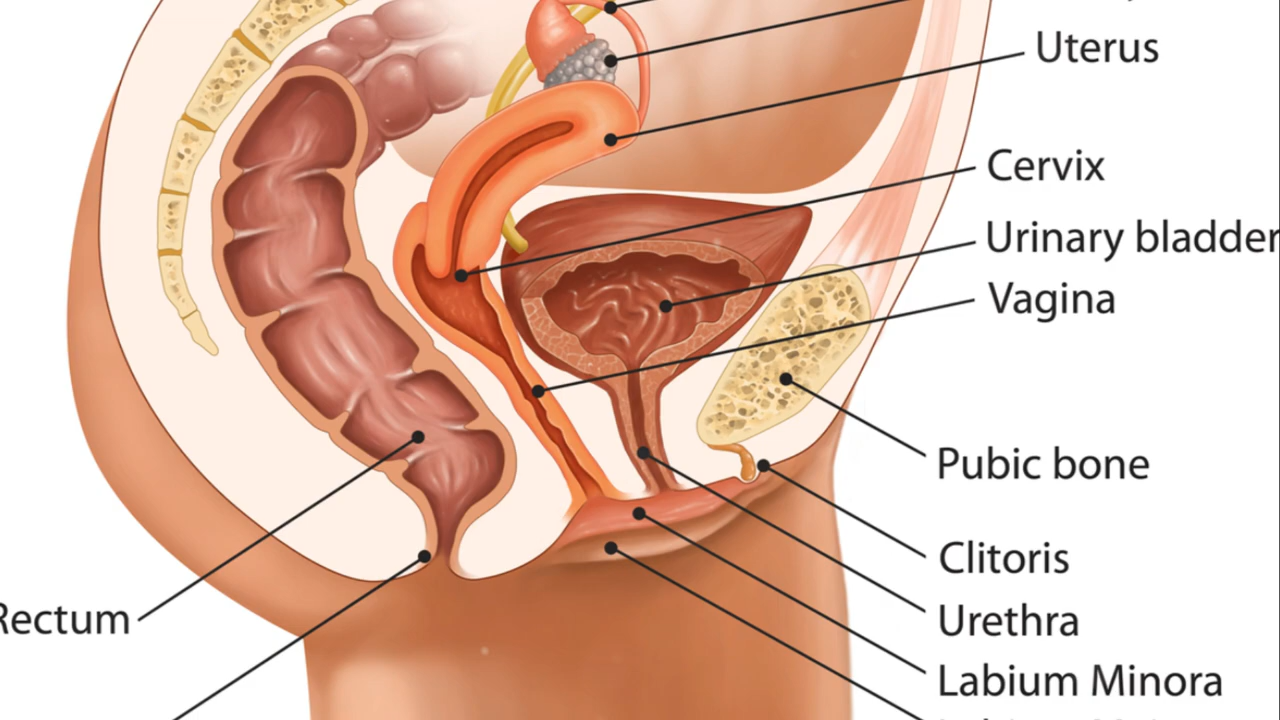 Uterus
Cervix
Urinary bladder
Vagina
Pubic bone
Clitoris
Urethra
Rectum
Labium Minora